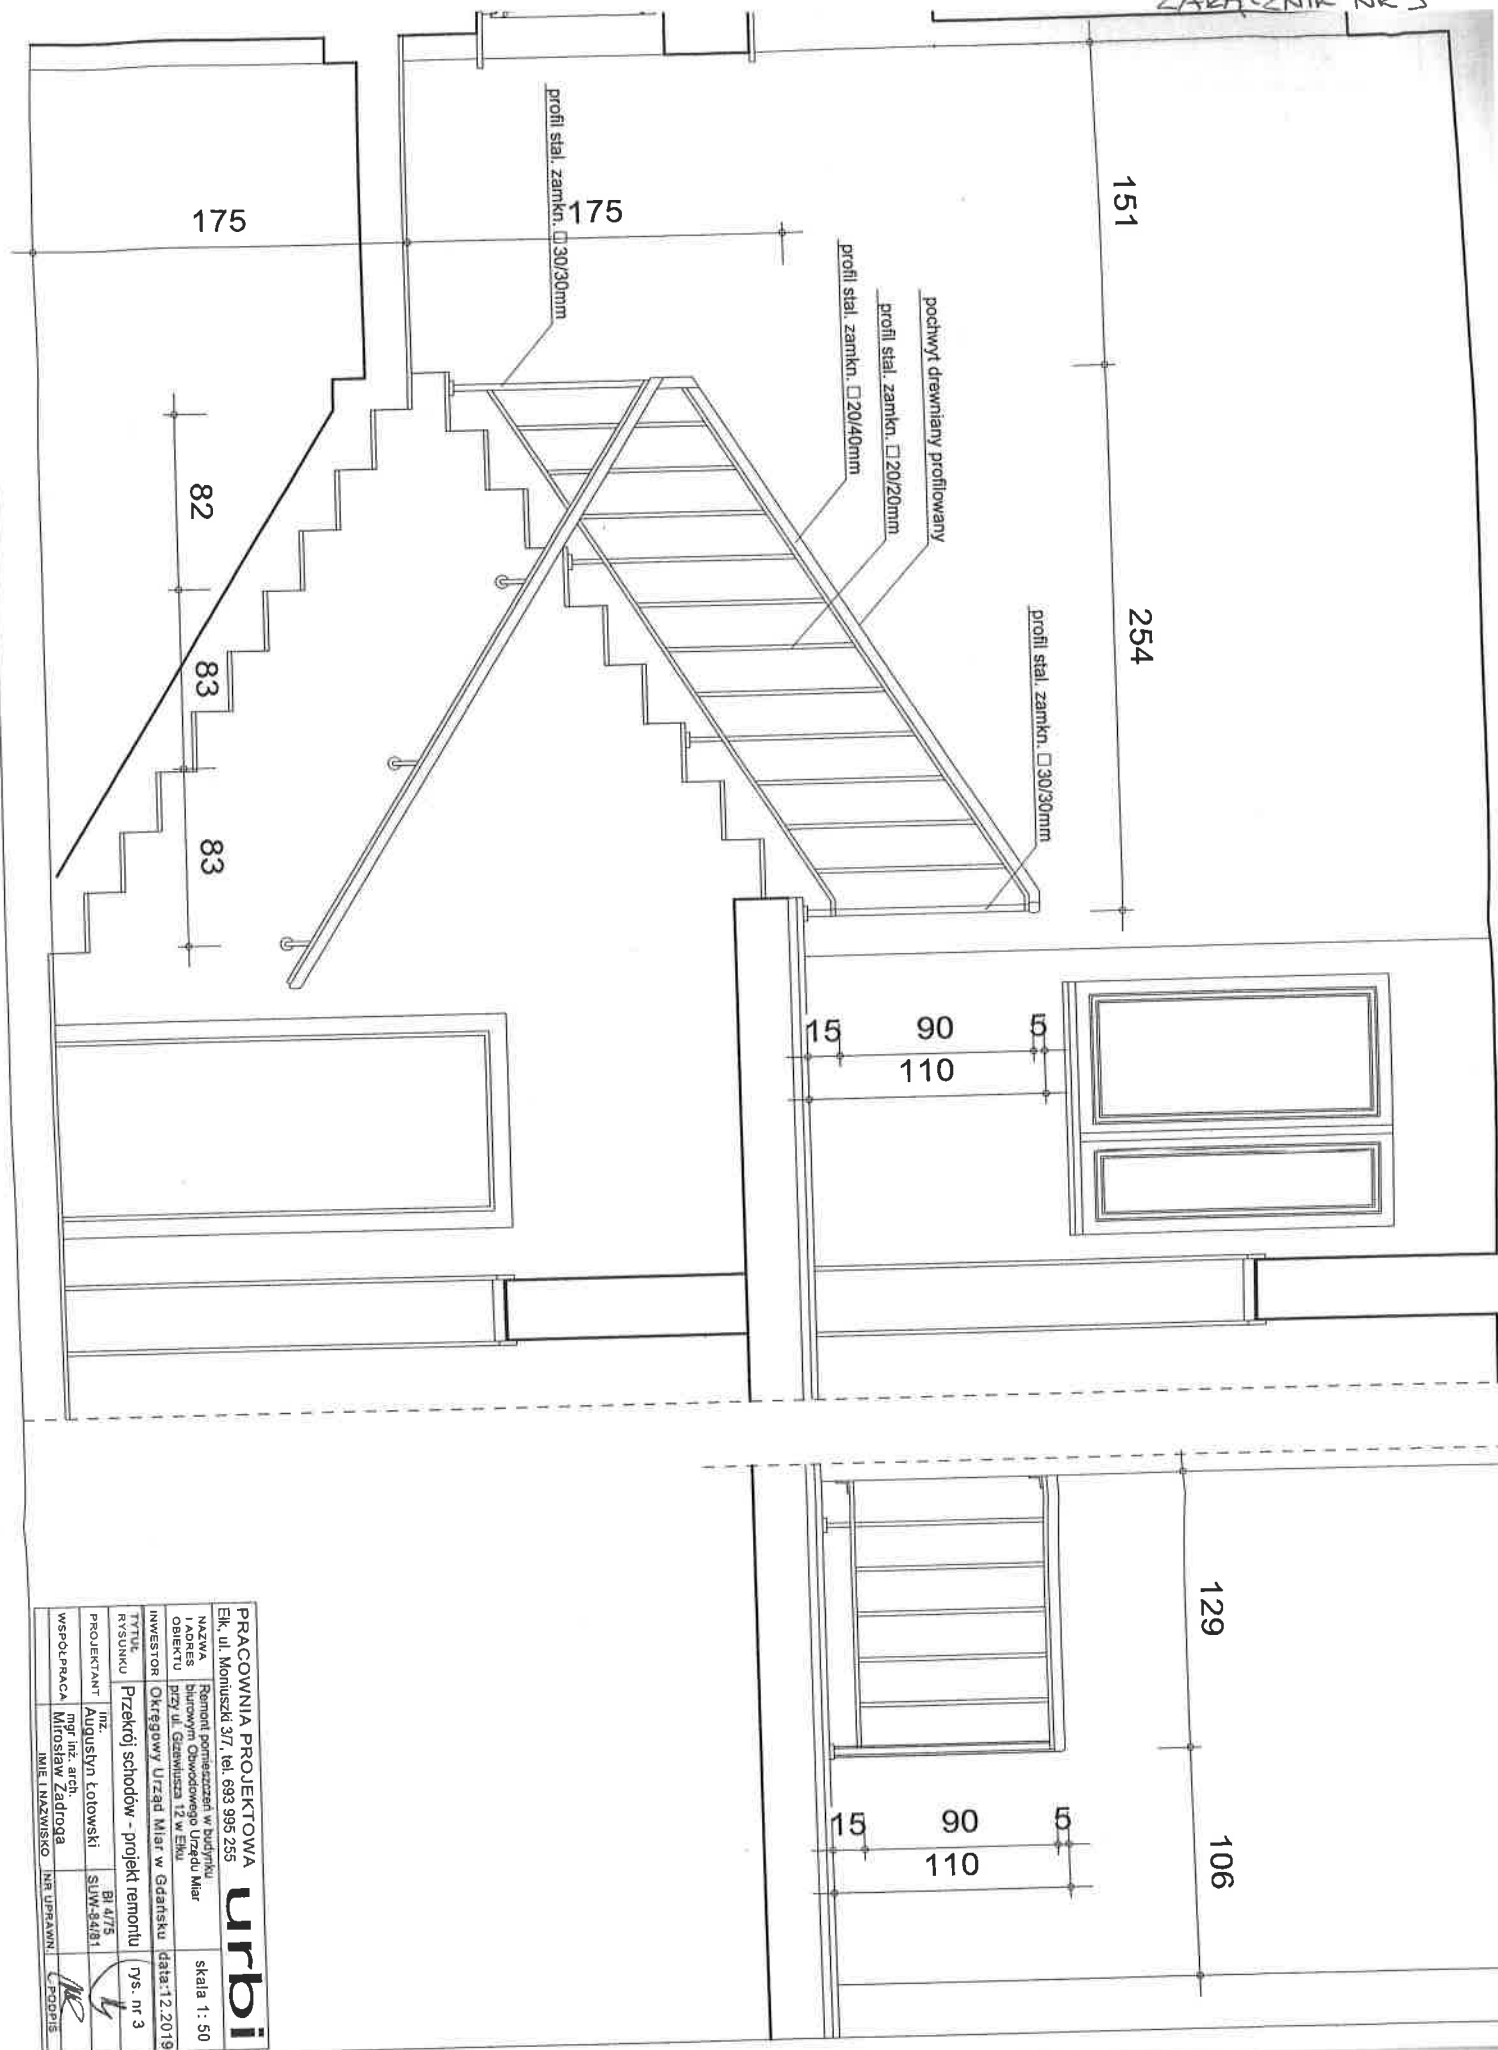 ZAŁĄCZNIK NR 3
151
254
175
175
profil stal. zamkn. □30/30mm
profil stal. zamkn. □20/40mm
profil stal. zamkn. □20/20mm
pochwyt drewniany profilowany
profil stal. zamkn. □30/30mm
82
83
83
15
90
5
110
129
106
15
90
5
110
PRACOWNIA PROJEKTOWA
Ełk, ul. Moniuszki 3/7, tel. 693 995 255
urbi
NAZWA I ADRES OBIEKTU
Remont pomieszczeń w budynku
biurowym Obwodowego Urzędu Miar
przy ul. Gizewiusza 12 w Ełku
skala 1: 50
INWESTOR Okręgowy Urząd Miar w Gdańsku data:12.2019
TYTUŁ RYSUNKU Przekrój schodów - projekt remontu rys. nr 3
PROJEKTANT inż. Augustyn Łotowski BŁ 4/75 SUW-84/81
WSPÓŁPRACA mgr inż. arch. Mirosław Zadroga
IMIĘ I NAZWISKO NR UPRAWN. PODPIS